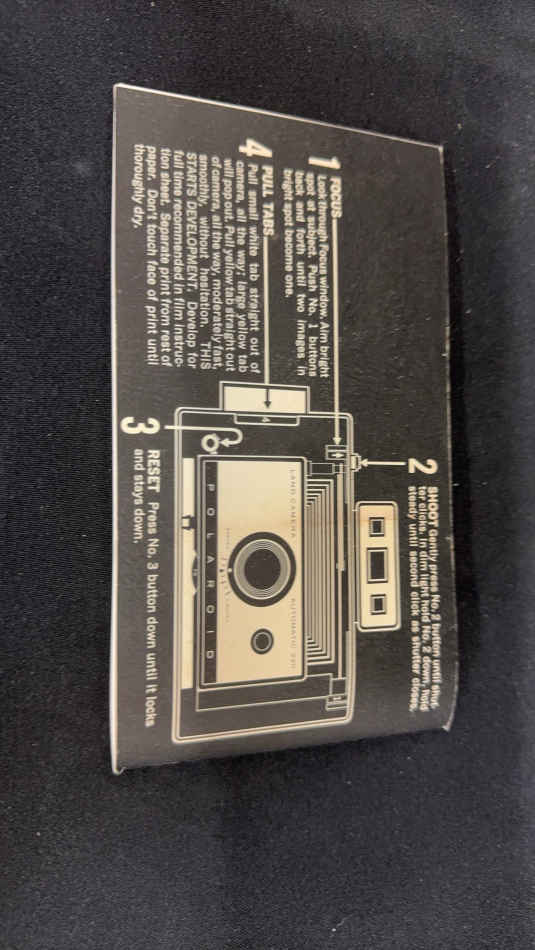 1 FOCUS
Look through Focus window. Aim bright
spot at subject. Push No. 1 buttons
back and forth until two images in
bright spot become one.
2 SHOOT Gently press No. 2 button until shut-
ter clicks. In dim light hold No. 2 down, hold
steady until second click as shutter closes.
4 PULL TABS
Pull small white tab straight out of
camera, all the way; large yellow tab
will pop out. Pull yellow tab straight out
of camera, all the way, moderately fast,
smoothly, without hesitation. THIS
STARTS DEVELOPMENT. Develop for
full time recommended in film instruc-
tion sheet. Separate print from rest of
paper. Don't touch face of print until
thoroughly dry.
1
4
LAND CAMERA
AUTOMATIC
POLAROID
3 RESET Press No. 3 button down until it locks
and stays down.